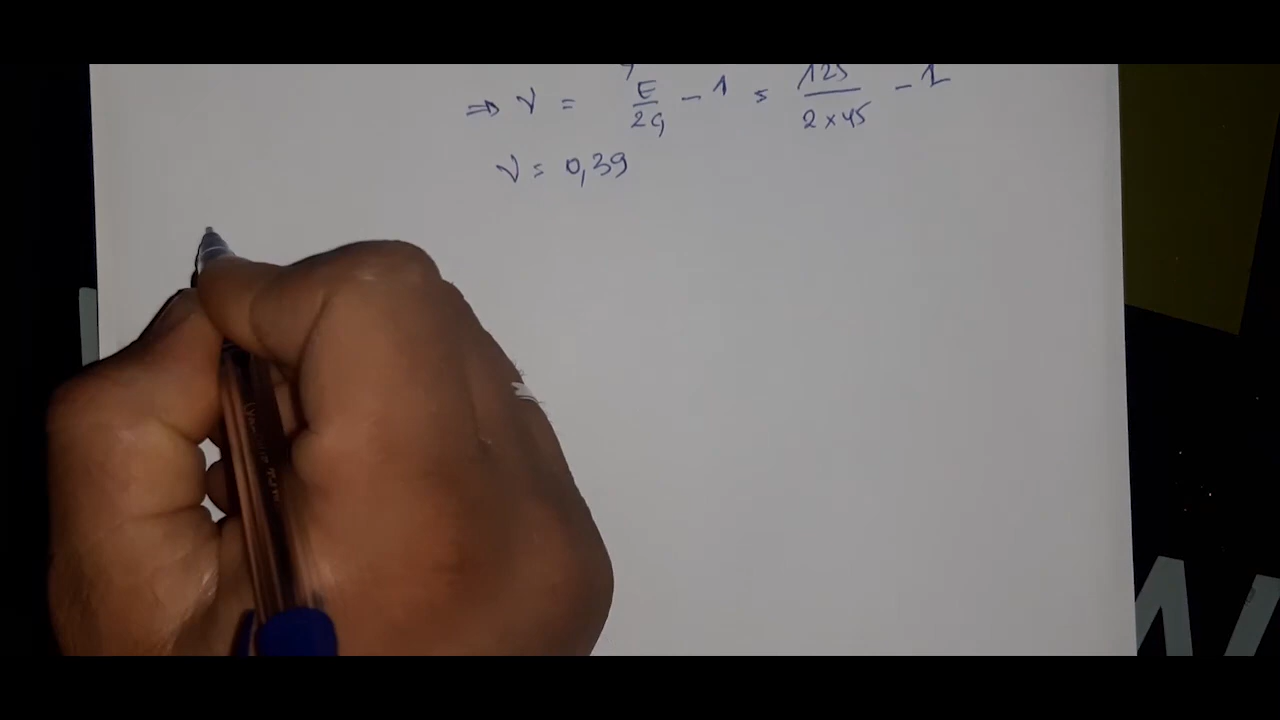 ⇒ ν = E/2G - 1 = 125/2×45 - 1
ν = 0,39